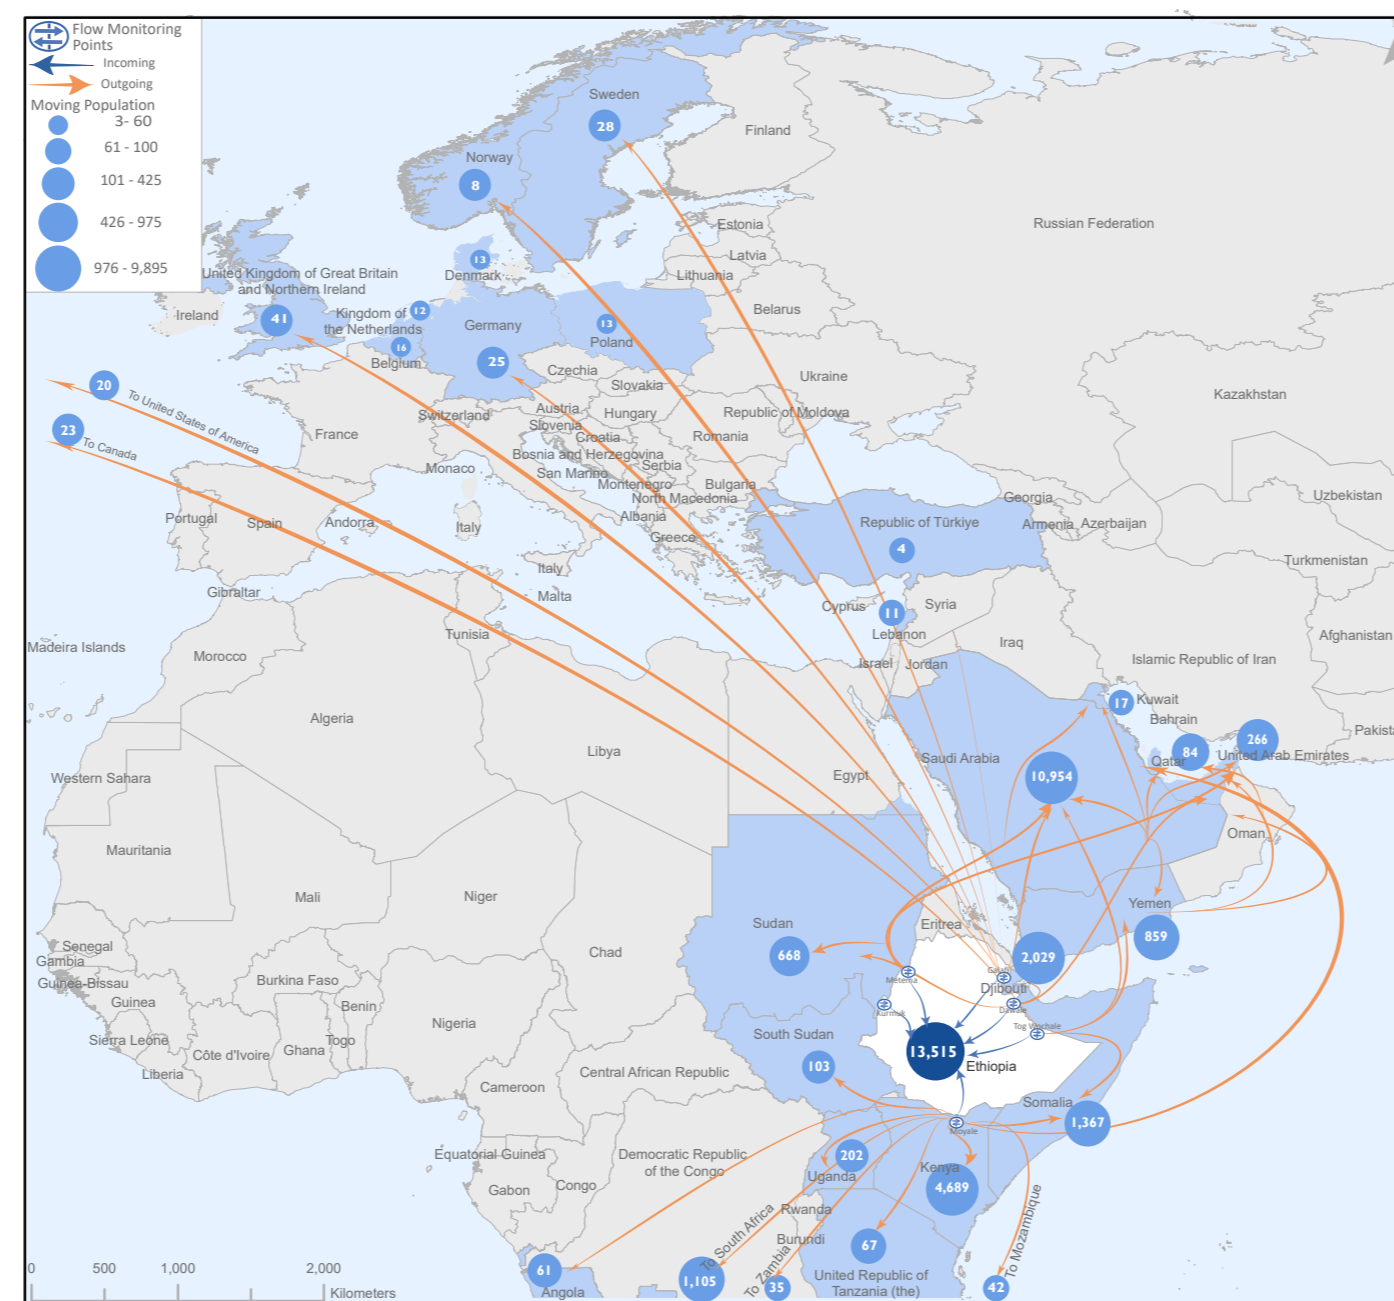 Flow Monitoring
Points
Incoming
Outgoing
Moving Population
3- 60
61 - 100
101 - 425
426 - 975
976 - 9,895
Sweden
28
Finland
Norway
8
Russian Federation
Estonia
Latvia
Lithuania
13
Denmark
United Kingdom of Great Britain
and Northern Ireland
Ireland
41
12
Kingdom of
the Netherlands
16
Belgium
Germany
25
13
Poland
Belarus
Czechia
Ukraine
Slovakia
Kazakhstan
20
To United States of America
23
To Canada
France
Switzerland
Austria
Slovenia
Hungary
Republic of Moldova
Croatia
Romania
Bosnia and Herzegovina
San Marino
Serbia
Monaco
Montenegro
Bulgaria
North Macedonia
Uzbekistan
Georgia
Portugal
Spain
Andorra
Italy
Albania
Greece
Republic of Türkiye
4
Armenia
Azerbaijan
Turkmenistan
Italy
Malta
Gibraltar
Cyprus
11
Lebanon
Syria
Iraq
Tunisia
Madeira Islands
Morocco
Israel
Jordan
Islamic Republic of Iran
Afghanistan
17
Kuwait
Bahrain
84
266
Pakista
United Arab Emirates
Qatar
Algeria
Libya
Egypt
Saudi Arabia
10,954
Western Sahara
Oman
Mauritania
Mali
Niger
Chad
Sudan
668
Eritrea
Yemen
859
2,029
Senegal
Gambia
Guinea-Bissau
Guinea
Burkina Faso
Benin
Sierra Leone
Liberia
Côte d'Ivoire
Ghana
Togo
Nigeria
Metema
Kurmuk
Djibouti
Dawale
Tog Wochale
13,515
Ethiopia
South Sudan
103
Central African Republic
Cameroon
Somalia
1,367
Moyale
Equatorial Guinea
Gabon
Congo
Democratic Republic
of the Congo
202
Uganda
Kenya
4,689
Rwanda
Burundi
67
United Republic of
Tanzania (the)
To South Africa
1,105
To Zambia
35
To Mozambique
42
61
Angola
0
500
1,000
2,000
Kilometers